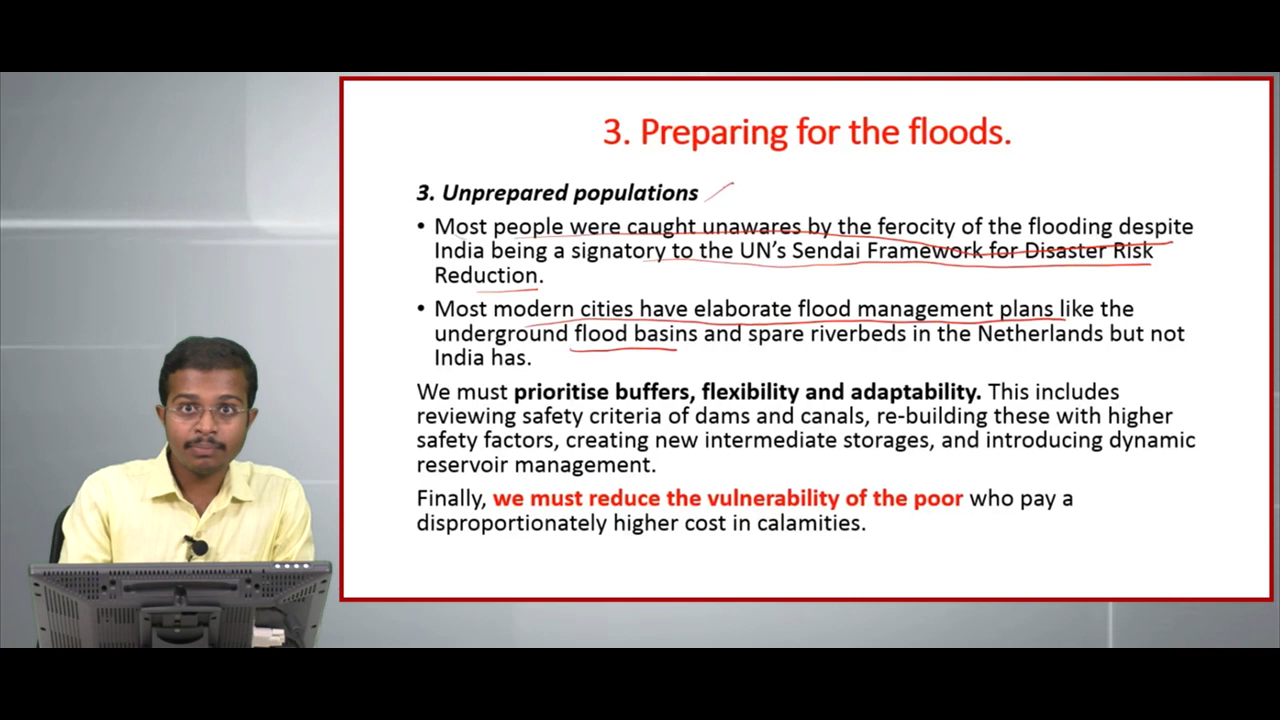 3. Preparing for the floods.
3. Unprepared populations
• Most people were caught unawares by the ferocity of the flooding despite
India being a signatory to the UN's Sendai Framework for Disaster Risk
Reduction.
• Most modern cities have elaborate flood management plans like the
underground flood basins and spare riverbeds in the Netherlands but not
India has.
We must prioritise buffers, flexibility and adaptability. This includes
reviewing safety criteria of dams and canals, re-building these with higher
safety factors, creating new intermediate storages, and introducing dynamic
reservoir management.
Finally, we must reduce the vulnerability of the poor who pay a
disproportionately higher cost in calamities.